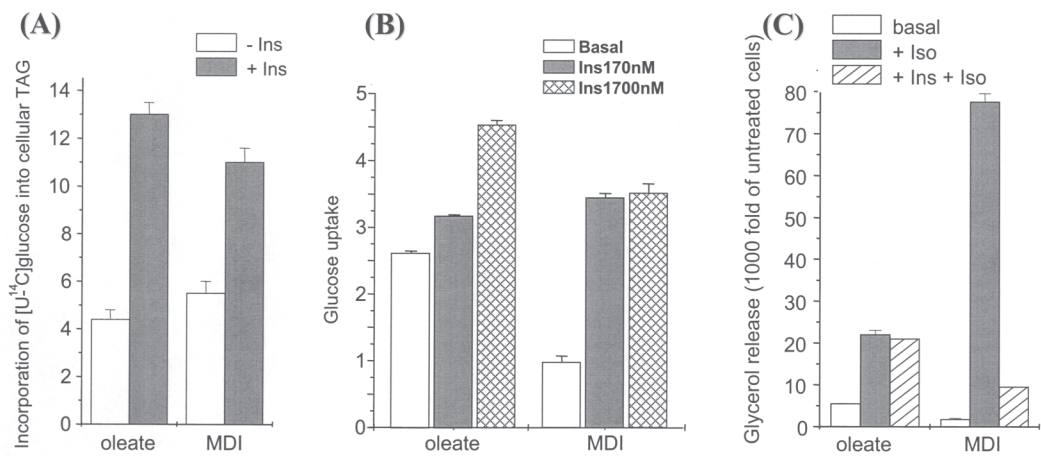 (A)
- Ins
+ Ins
Incorporation of [U-¹⁴C]glucose into cellular TAG
14
12
10
8
6
4
2
0
oleate MDI
(B)
Basal
Ins170nM
Ins1700nM
Glucose uptake
5
4
3
2
1
0
oleate MDI
(C)
basal
+ Iso
+ Ins + Iso
Glycerol release (1000 fold of untreated cells)
80
70
60
50
40
30
20
10
0
oleate MDI